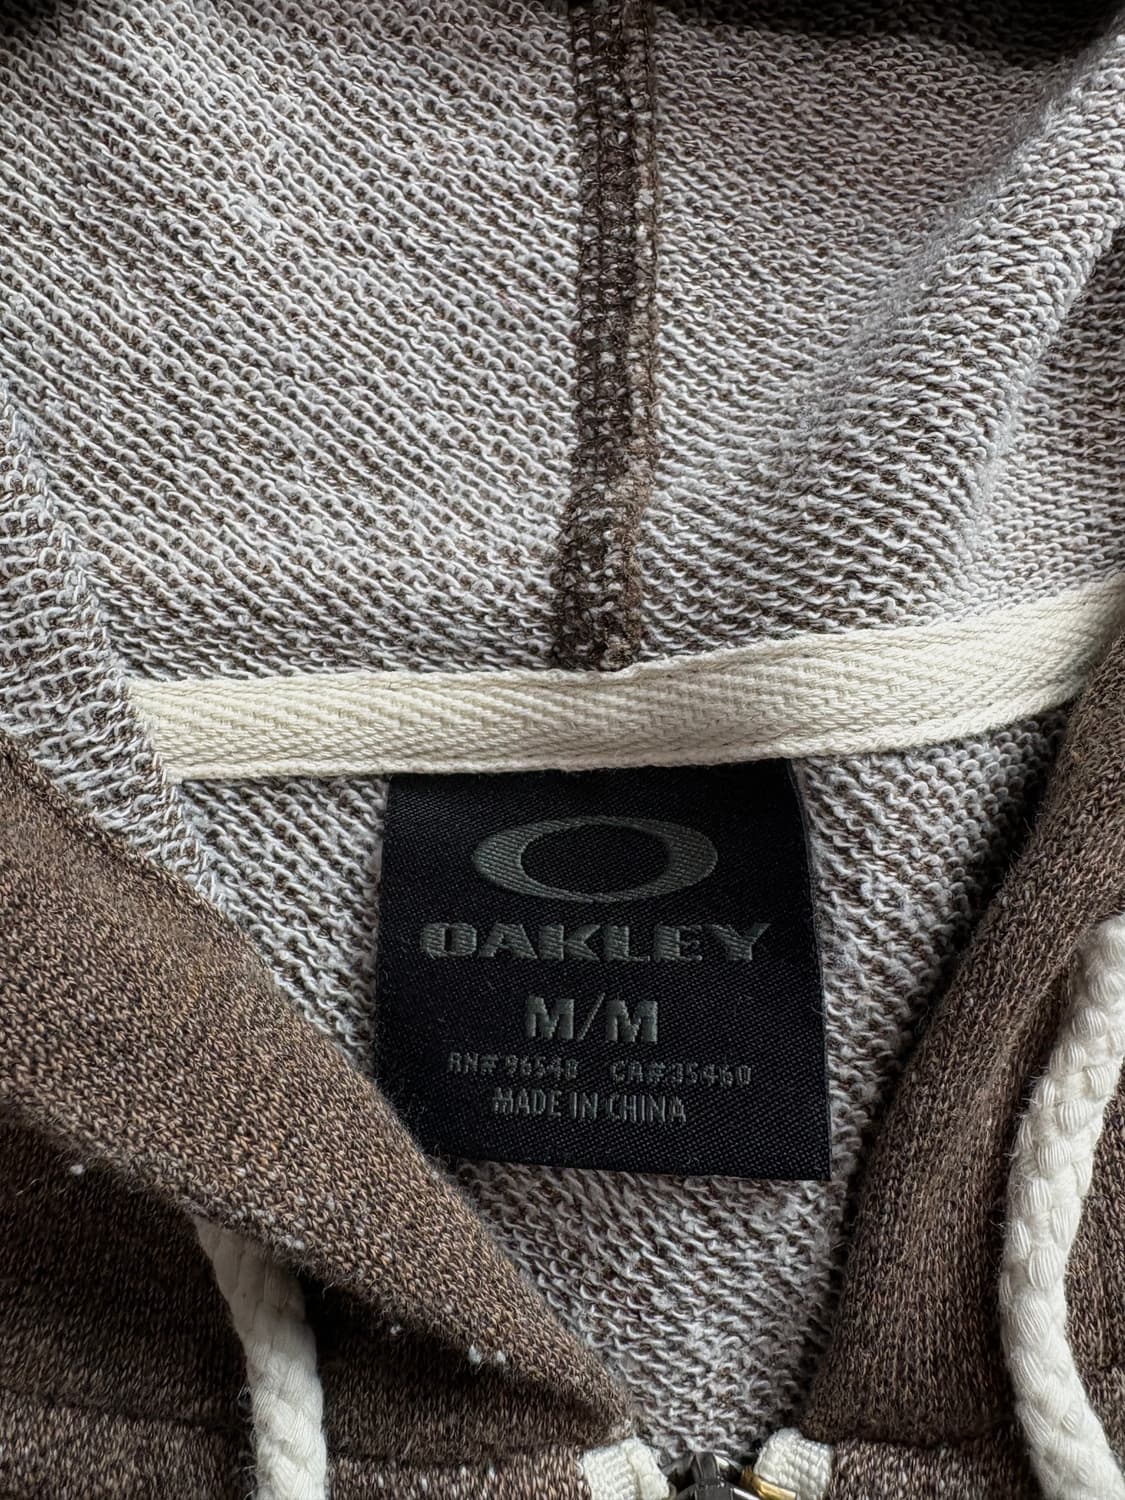 OAKLEY
M/M
RN# 96548 CA#35460
MADE IN CHINA